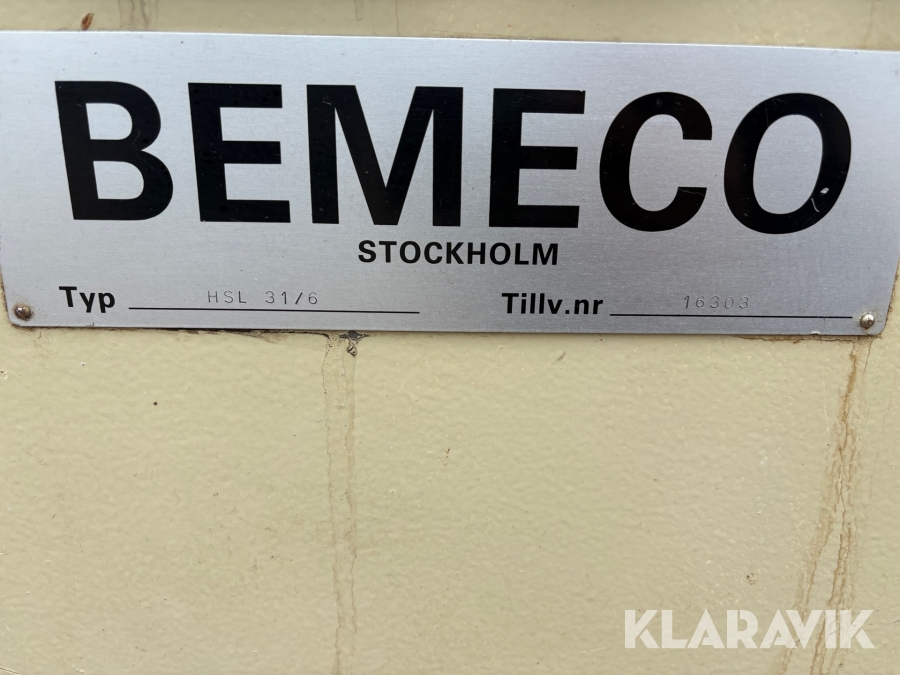 BEMECO
STOCKHOLM
Typ HSL 31/6 Tillv.nr 16303
KLARAVIK